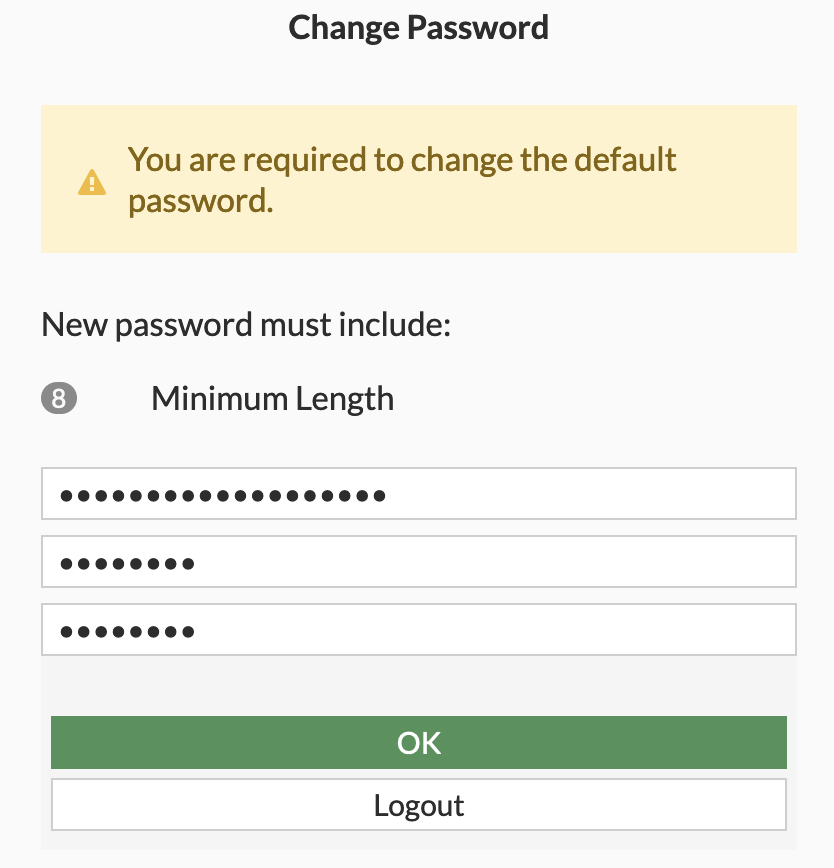 Change Password
You are required to change the default
password.
New password must include:
8 Minimum Length
•••••••••••••••••••
••••••••
••••••••
OK
Logout